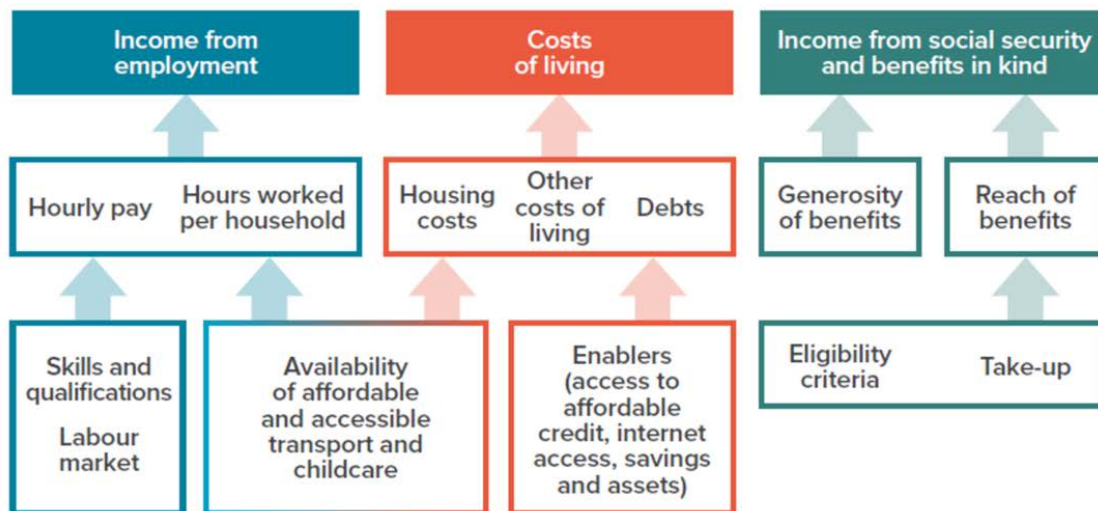 Income from
employment
Costs
of living
Income from social security
and benefits in kind
Hourly pay
Hours worked
per household
Housing
costs
Other
costs of
living
Debts
Generosity
of benefits
Reach of
benefits
Skills and
qualifications
Labour
market
Availability
of affordable
and accessible
transport and
childcare
Enablers
(access to
affordable
credit, internet
access, savings
and assets)
Eligibility
criteria
Take-up